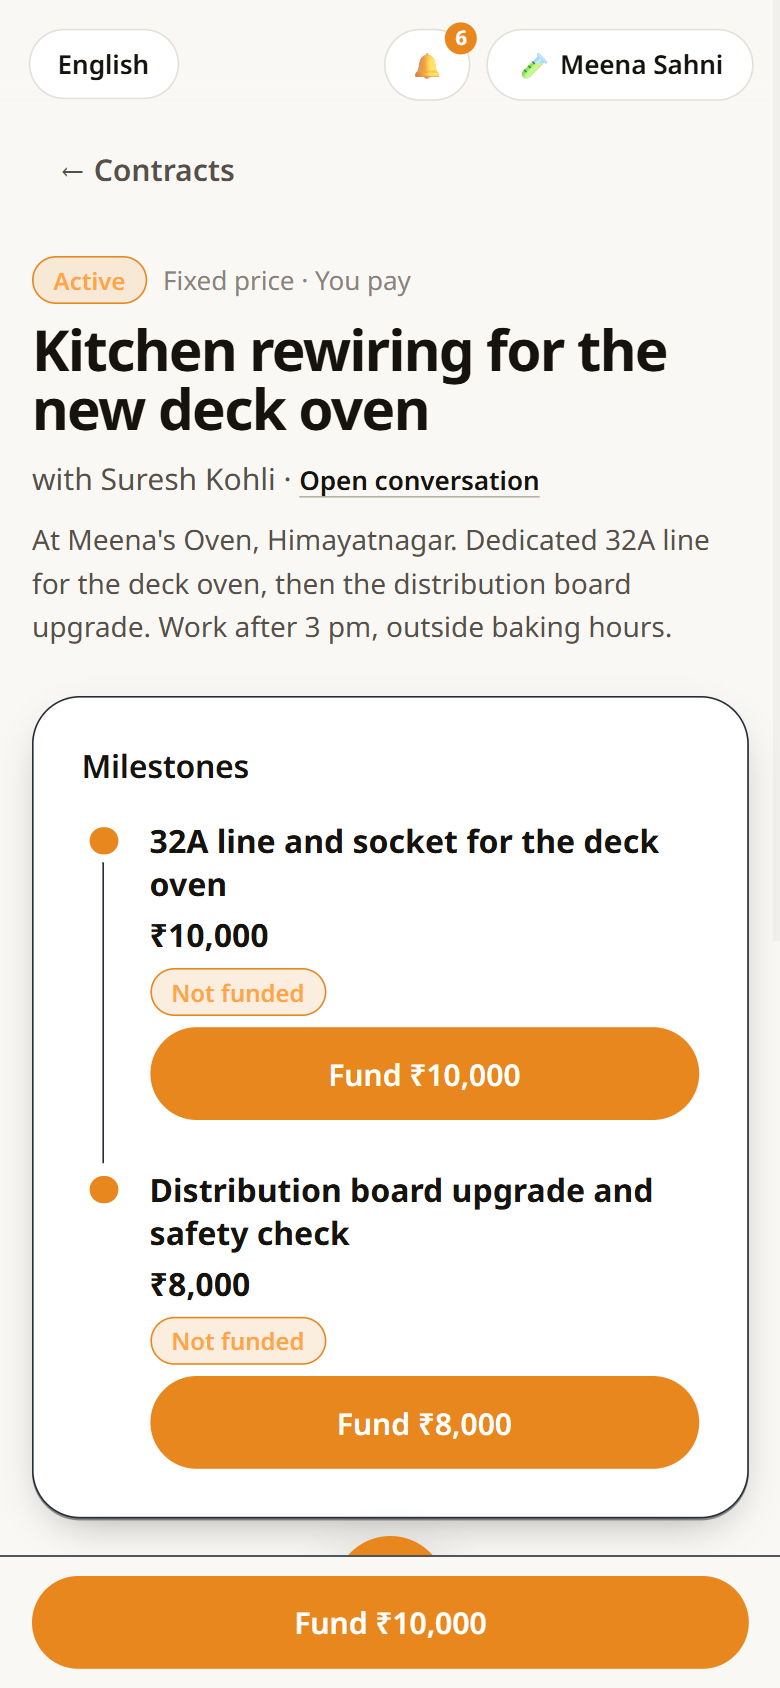 English
6
Meena Sahni
← Contracts
Active
Fixed price · You pay
Kitchen rewiring for the
new deck oven
with Suresh Kohli · Open conversation
At Meena's Oven, Himayatnagar. Dedicated 32A line
for the deck oven, then the distribution board
upgrade. Work after 3 pm, outside baking hours.
Milestones
32A line and socket for the deck
oven
₹10,000
Not funded
Fund ₹10,000
Distribution board upgrade and
safety check
₹8,000
Not funded
Fund ₹8,000
Fund ₹10,000